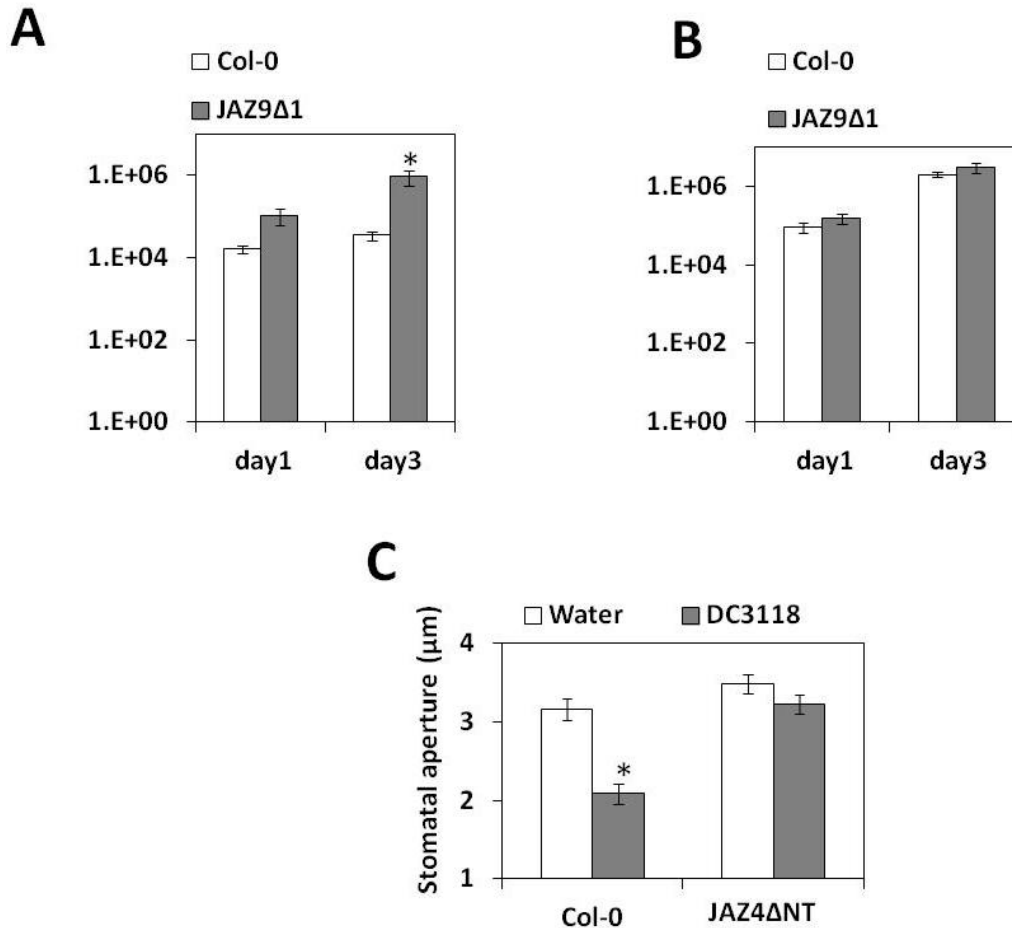 A
Col-0
JAZ9Δ1
*
1.E+06
1.E+04
1.E+02
1.E+00
day1 day3
B
Col-0
JAZ9Δ1
1.E+06
1.E+04
1.E+02
1.E+00
day1 day3
C
Water DC3118
Stomatal aperture (µm)
4
3
2
1
*
Col-0 JAZ4ΔNT